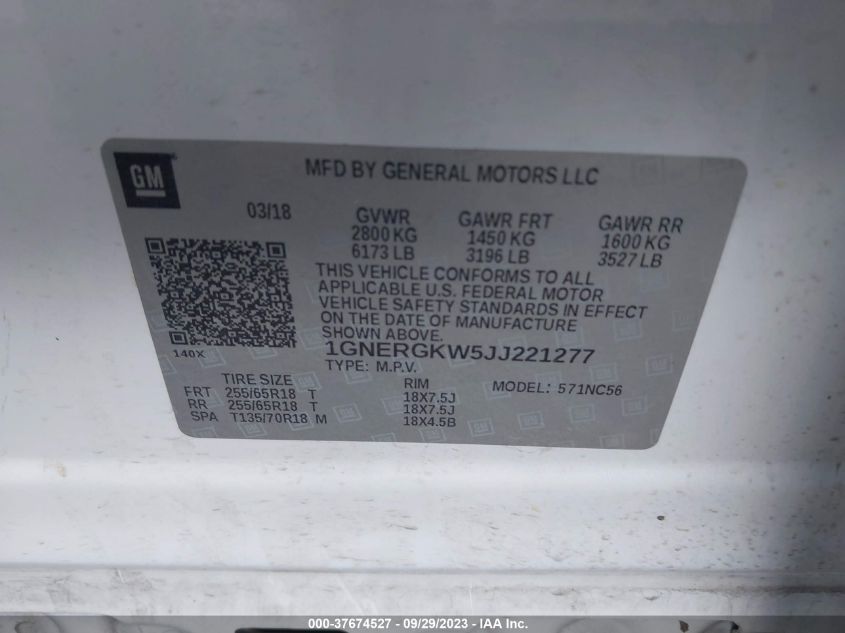 GM
MFD BY GENERAL MOTORS LLC
03/18 GVWR GAWR FRT GAWR RR
2800 KG 1450 KG 1600 KG
6173 LB 3196 LB 3527 LB
THIS VEHICLE CONFORMS TO ALL
APPLICABLE U.S. FEDERAL MOTOR
VEHICLE SAFETY STANDARDS IN EFFECT
ON THE DATE OF MANUFACTURE
SHOWN ABOVE.
140X 1GNERGKW5JJ221277
TYPE: M.P.V.
TIRE SIZE RIM MODEL: 571NC56
FRT 255/65R18 T 18X7.5J
RR 255/65R18 T 18X7.5J
SPA T135/70R18 M 18X4.5B
000-37674527 - 09/29/2023 - IAA Inc.